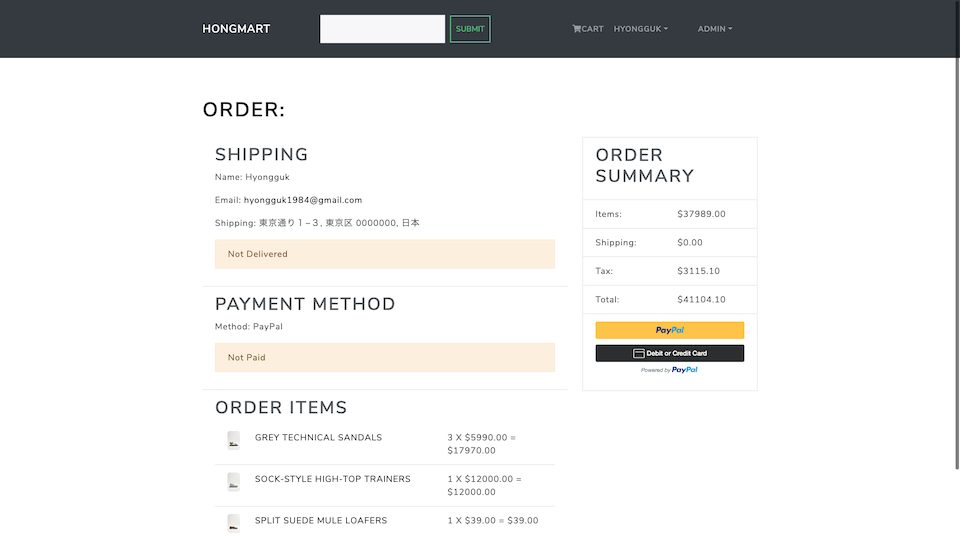 HONGMART
SUBMIT
CART
HYONGGUK
ADMIN
ORDER:
SHIPPING
Name: Hyongguk
Email: hyongguk1984@gmail.com
Shipping: 東京通り１−３, 東京区 0000000, 日本
Not Delivered
PAYMENT METHOD
Method: PayPal
Not Paid
ORDER ITEMS
GREY TECHNICAL SANDALS
3 X $5990.00 =
$17970.00
SOCK-STYLE HIGH-TOP TRAINERS
1 X $12000.00 =
$12000.00
SPLIT SUEDE MULE LOAFERS
1 X $39.00 = $39.00
ORDER
SUMMARY
Items: $37989.00
Shipping: $0.00
Tax: $3115.10
Total: $41104.10
PayPal
Debit or Credit Card
Powered by PayPal